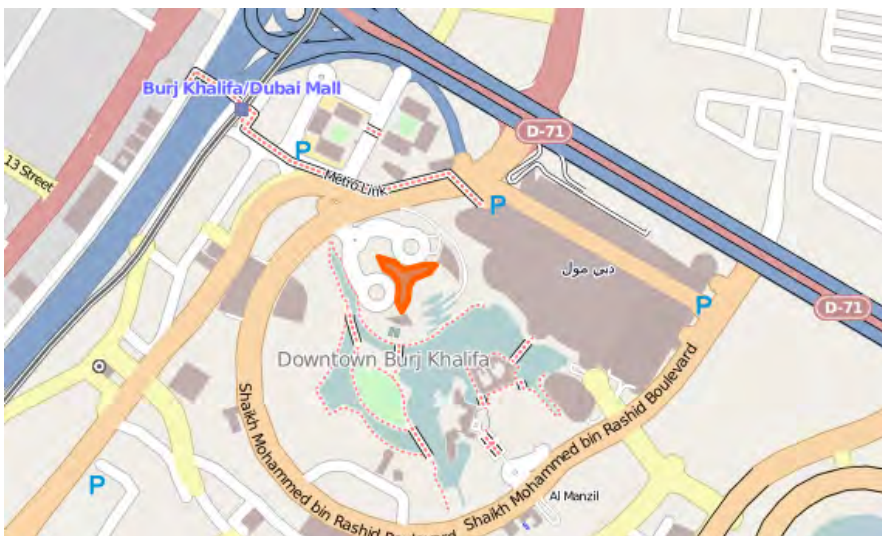 Burj Khalifa/Dubai Mall
D-71
P
13 Street
Metro Link
P
دبي مول
P
D-71
Downtown Burj Khalifa
Shaikh Mohammed bin Rashid Boulevard
Shaikh Mohammed bin Rashid Boulevard
P
Al Manzil